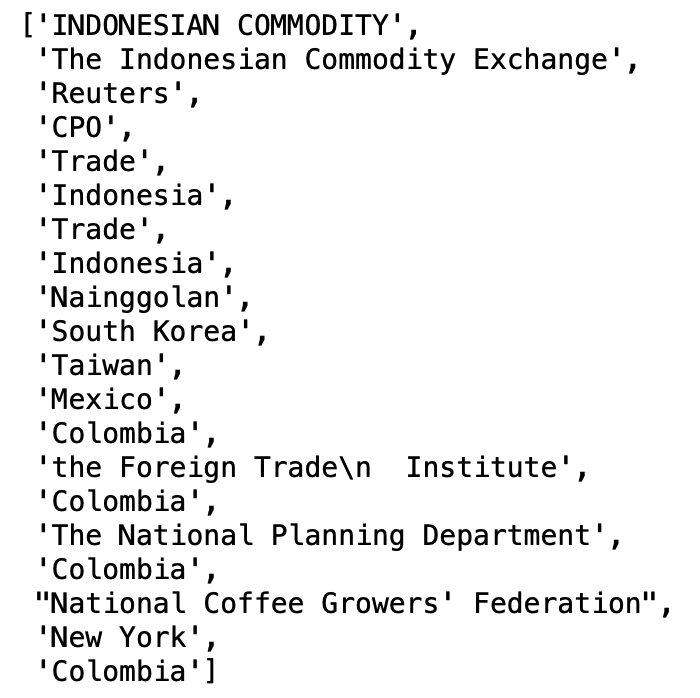 ['INDONESIAN COMMODITY',
'The Indonesian Commodity Exchange',
'Reuters',
'CPO',
'Trade',
'Indonesia',
'Trade',
'Indonesia',
'Nainggolan',
'South Korea',
'Taiwan',
'Mexico',
'Colombia',
'the Foreign Trade\n  Institute',
'Colombia',
'The National Planning Department',
'Colombia',
"National Coffee Growers' Federation",
'New York',
'Colombia']